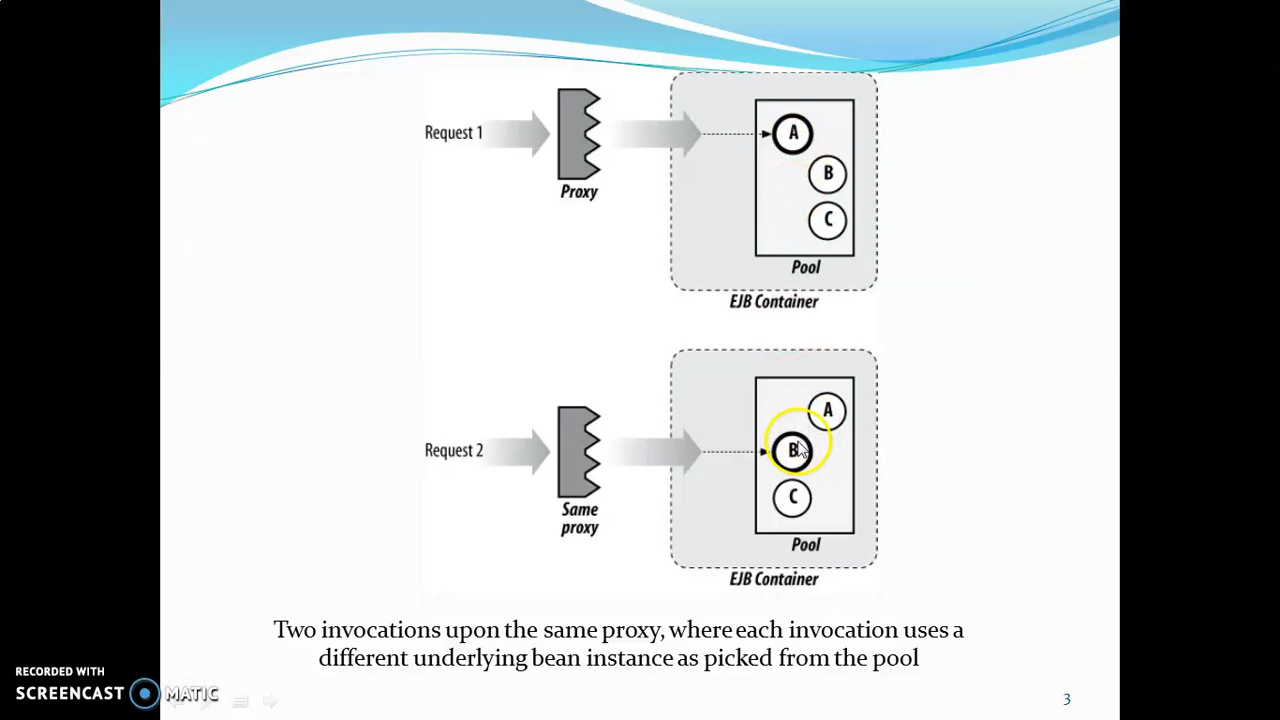 Request 1
Proxy
A
B
C
Pool
EJB Container
Request 2
Same
proxy
A
B
C
Pool
EJB Container
Two invocations upon the same proxy, where each invocation uses a
different underlying bean instance as picked from the pool
RECORDED WITH
SCREENCAST MATIC
3